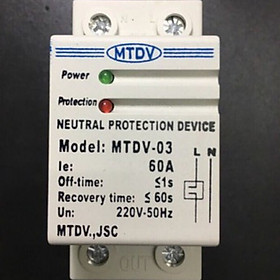 MTDV
Power
Protection
NEUTRAL PROTECTION DEVICE
Model: MTDV-03
Ie: 60A
L N
Off-time: ≤1s
Recovery time: ≤ 60s
Un: 220V-50Hz
MTDV.,JSC
OUT